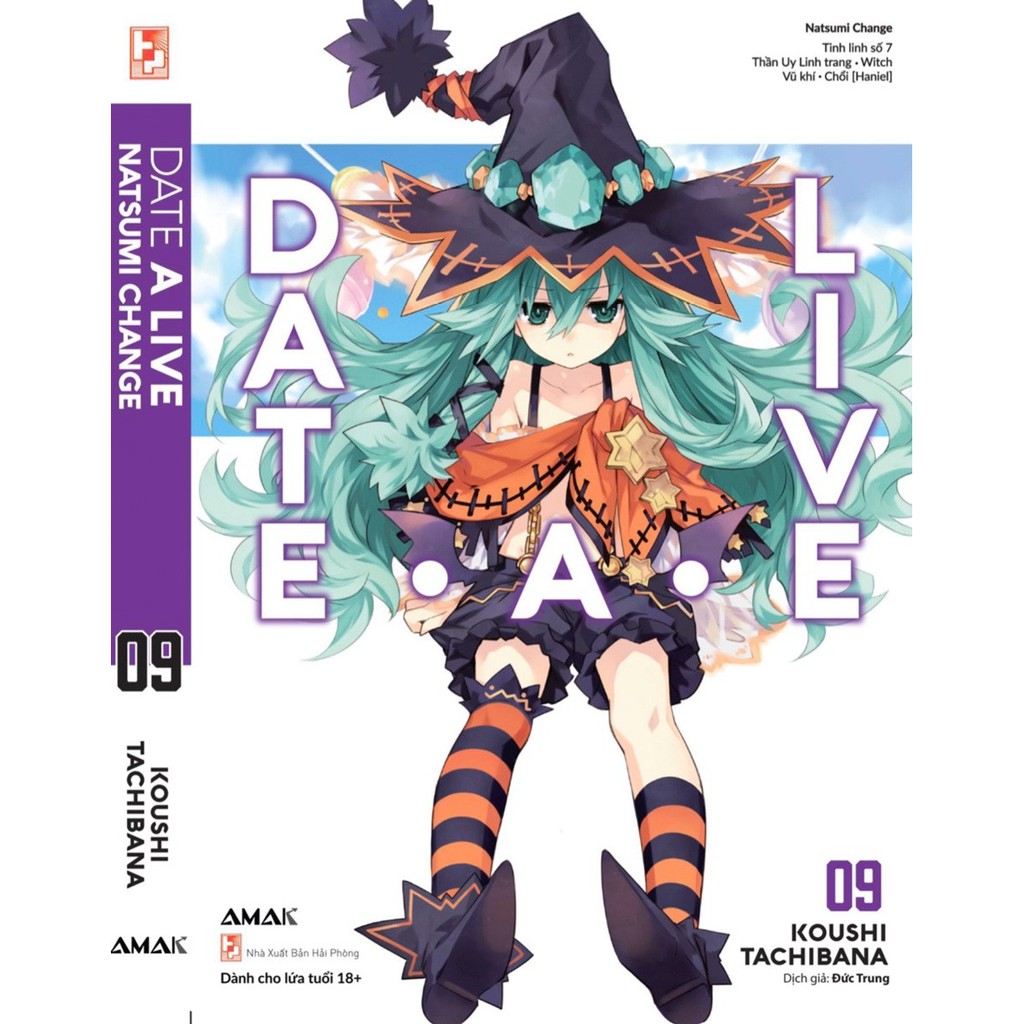 DATE A LIVE
NATSUMI CHANGE
09
KOUSHI
TACHIBANA
AMAK
Natsumi Change
Tinh linh số 7
Thần Uy Linh trang • Witch
Vũ khí • Chổi [Haniel]
DATE • A • LIVE
09
KOUSHI
TACHIBANA
Dịch giả: Đức Trung
AMAK
Nhà Xuất Bản Hải Phòng
Dành cho lứa tuổi 18+